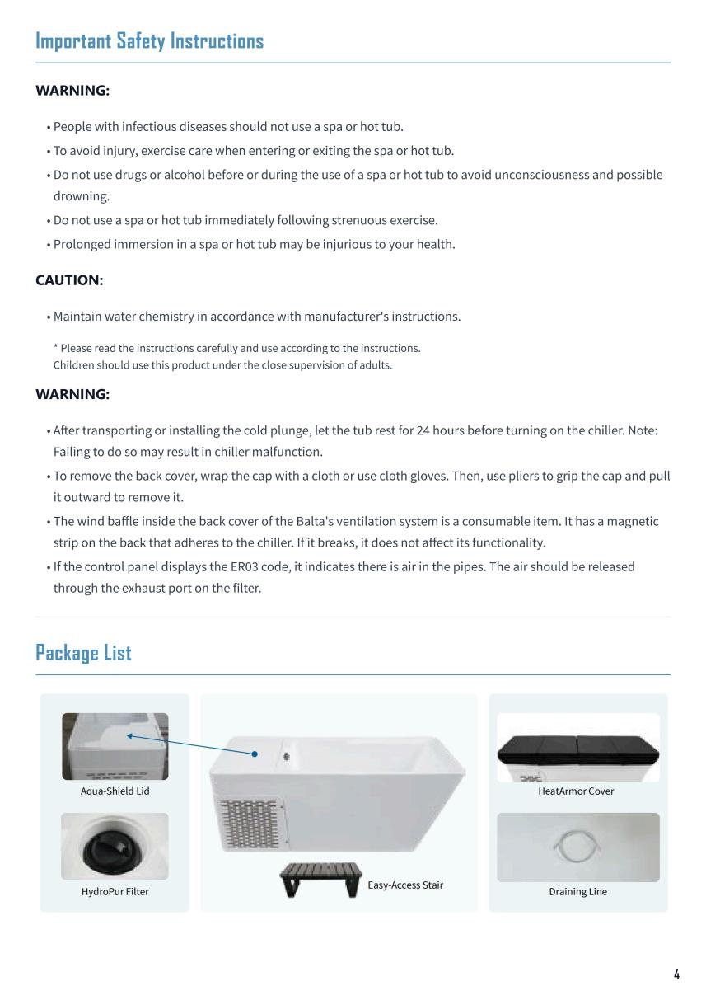 Important Safety Instructions
WARNING:
• People with infectious diseases should not use a spa or hot tub.
• To avoid injury, exercise care when entering or exiting the spa or hot tub.
• Do not use drugs or alcohol before or during the use of a spa or hot tub to avoid unconsciousness and possible
drowning.
• Do not use a spa or hot tub immediately following strenuous exercise.
• Prolonged immersion in a spa or hot tub may be injurious to your health.
CAUTION:
• Maintain water chemistry in accordance with manufacturer's instructions.
* Please read the instructions carefully and use according to the instructions.
Children should use this product under the close supervision of adults.
WARNING:
• After transporting or installing the cold plunge, let the tub rest for 24 hours before turning on the chiller. Note:
Failing to do so may result in chiller malfunction.
• To remove the back cover, wrap the cap with a cloth or use cloth gloves. Then, use pliers to grip the cap and pull
it outward to remove it.
• The wind baffle inside the back cover of the Balta's ventilation system is a consumable item. It has a magnetic
strip on the back that adheres to the chiller. If it breaks, it does not affect its functionality.
• If the control panel displays the ER03 code, it indicates there is air in the pipes. The air should be released
through the exhaust port on the filter.
Package List
Aqua-Shield Lid
HydroPur Filter
Easy-Access Stair
HeatArmor Cover
Draining Line
4